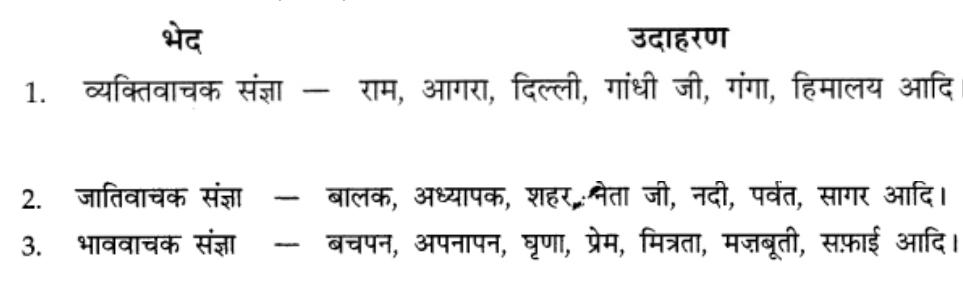 भेद उदाहरण
1. व्यक्तिवाचक संज्ञा — राम, आगरा, दिल्ली, गांधी जी, गंगा, हिमालय आदि।
2. जातिवाचक संज्ञा — बालक, अध्यापक, शहर, नेता जी, नदी, पर्वत, सागर आदि।
3. भाववाचक संज्ञा — बचपन, अपनापन, घृणा, प्रेम, मित्रता, मज़बूती, सफ़ाई आदि।